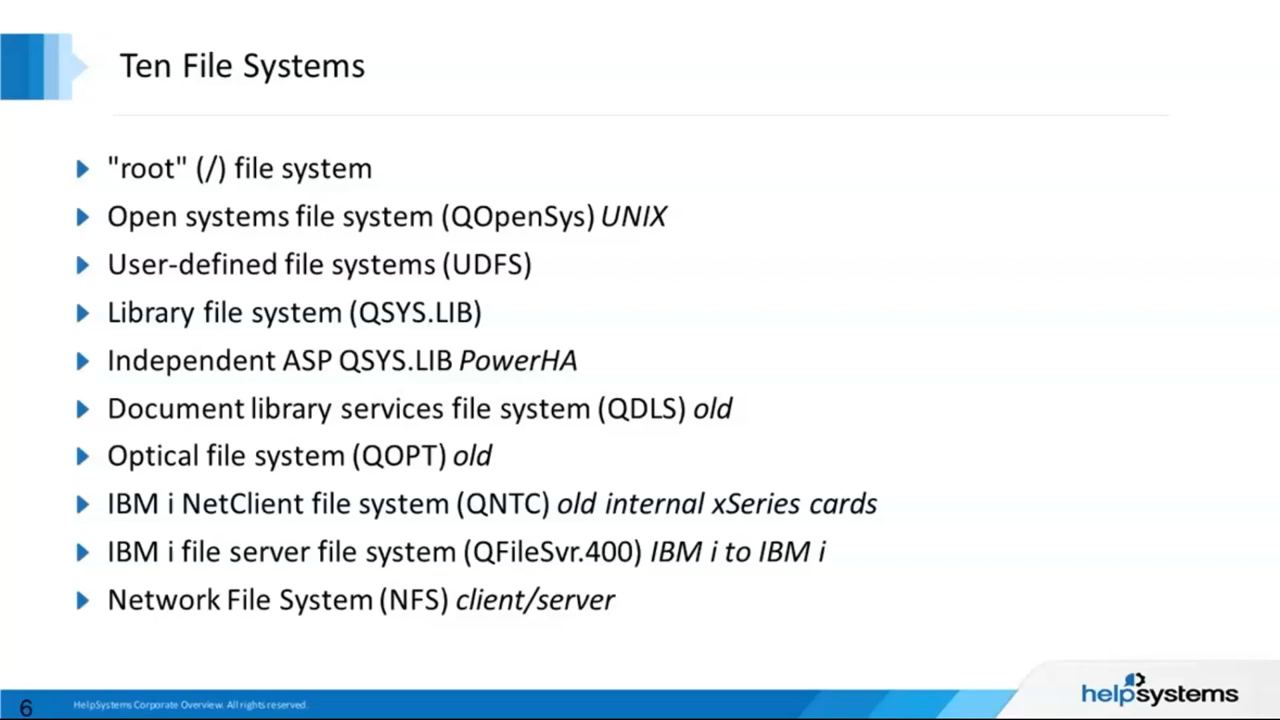 Ten File Systems
"root" (/) file system
Open systems file system (QOpenSys) UNIX
User-defined file systems (UDFS)
Library file system (QSYS.LIB)
Independent ASP QSYS.LIB PowerHA
Document library services file system (QDLS) old
Optical file system (QOPT) old
IBM i NetClient file system (QNTC) old internal xSeries cards
IBM i file server file system (QFileSvr.400) IBM i to IBM i
Network File System (NFS) client/server
6
HelpSystems Corporate Overview. All rights reserved.
helpsystems